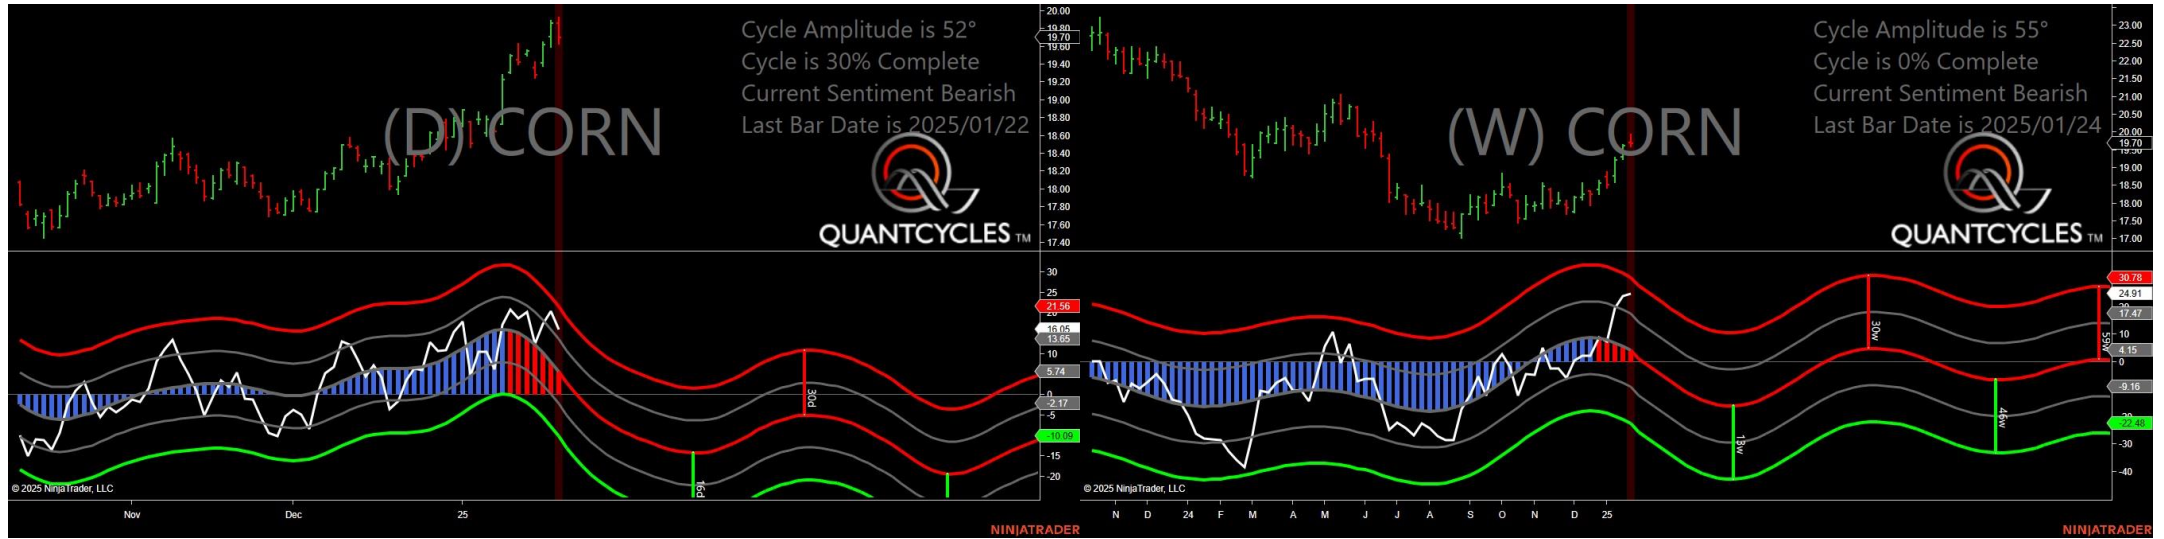 Cycle Amplitude is 52°
Cycle is 30% Complete
Current Sentiment Bearish
Last Bar Date is 2025/01/22
(D) CORN
QUANTCYCLES TM
20.00
19.80
19.70
19.60
19.40
19.20
19.00
18.80
18.60
18.40
18.20
18.00
17.80
17.60
17.40
30
25
21.56
20
16.05
13.65
10
5.74
0
-2.17
-5
-10.09
-15
-20
30d
16d
© 2025 NinjaTrader, LLC
Nov Dec 25
NINJATRADER
Cycle Amplitude is 55°
Cycle is 0% Complete
Current Sentiment Bearish
Last Bar Date is 2025/01/24
(W) CORN
QUANTCYCLES TM
23.00
22.50
22.00
21.50
21.00
20.50
20.00
19.70
19.50
19.00
18.50
18.00
17.50
17.00
30.78
24.91
20
17.47
10
4.15
0
-9.16
-20
-22.48
-30
-40
30w
59w
13w
46w
© 2025 NinjaTrader, LLC
N D 24 F M A M J J A S O N D 25
NINJATRADER